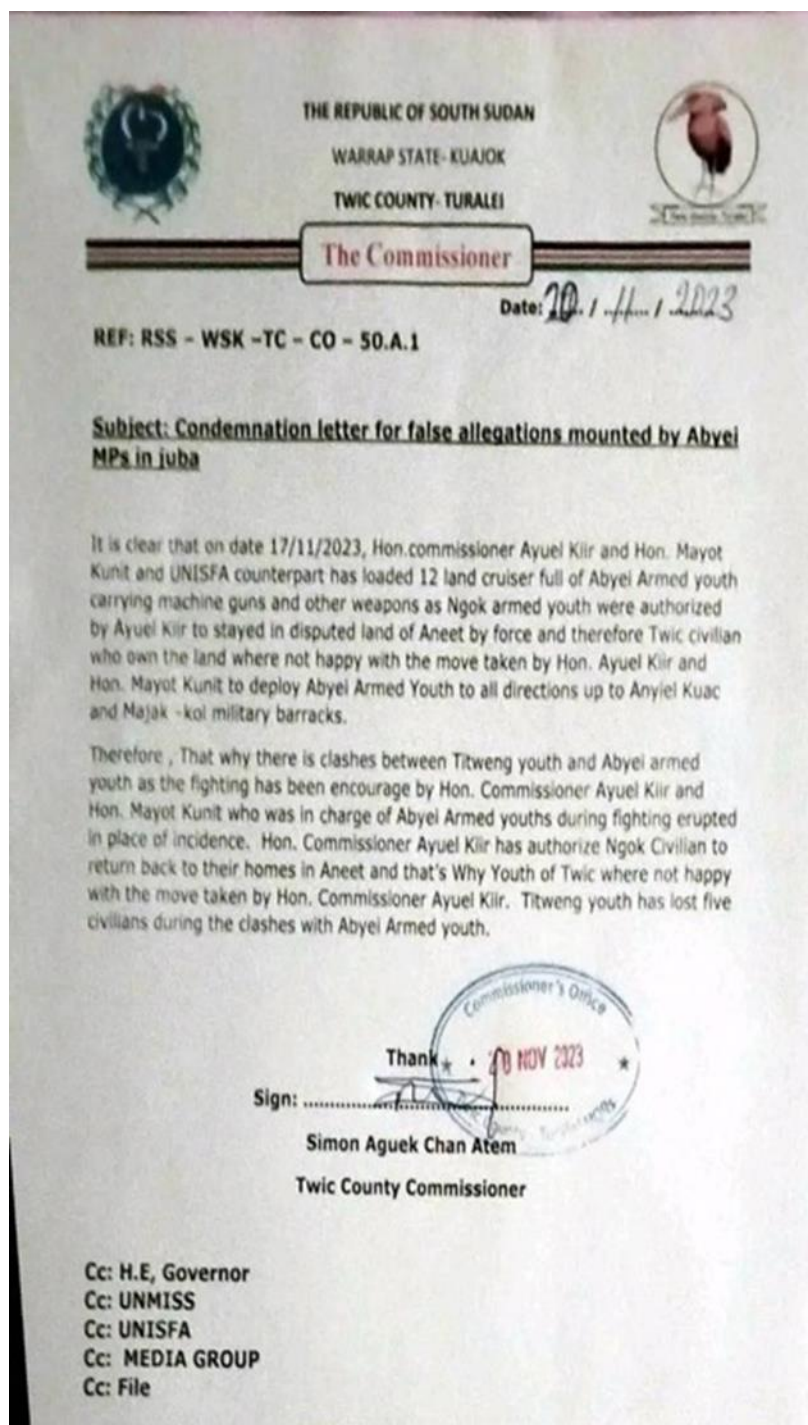 THE REPUBLIC OF SOUTH SUDAN
WARRAP STATE- KUAJOK
TWIC COUNTY- TURALEI
The Commissioner
Date: 20 / 11 / 2023
REF: RSS - WSK -TC - CO - 50.A.1
Subject: Condemnation letter for false allegations mounted by Abyei
MPs in juba
It is clear that on date 17/11/2023, Hon.commissioner Ayuel Kiir and Hon. Mayot
Kunit and UNISFA counterpart has loaded 12 land cruiser full of Abyei Armed youth
carrying machine guns and other weapons as Ngok armed youth were authorized
by Ayuel Kiir to stayed in disputed land of Aneet by force and therefore Twic civilian
who own the land where not happy with the move taken by Hon. Ayuel Kiir and
Hon. Mayot Kunit to deploy Abyei Armed Youth to all directions up to Anyiel Kuac
and Majak -kol military barracks.
Therefore , That why there is clashes between Titweng youth and Abyei armed
youth as the fighting has been encourage by Hon. Commissioner Ayuel Kiir and
Hon. Mayot Kunit who was in charge of Abyei Armed youths during fighting erupted
in place of incidence. Hon. Commissioner Ayuel Kiir has authorize Ngok Civilian to
return back to their homes in Aneet and that's Why Youth of Twic where not happy
with the move taken by Hon. Commissioner Ayuel Kiir. Titweng youth has lost five
civilians during the clashes with Abyei Armed youth.
Commissioner's Office
Thank
20 NOV 2023
Sign: ..........................................
County
Simon Aguek Chan Atem
Twic County Commissioner
Cc: H.E, Governor
Cc: UNMISS
Cc: UNISFA
Cc: MEDIA GROUP
Cc: File